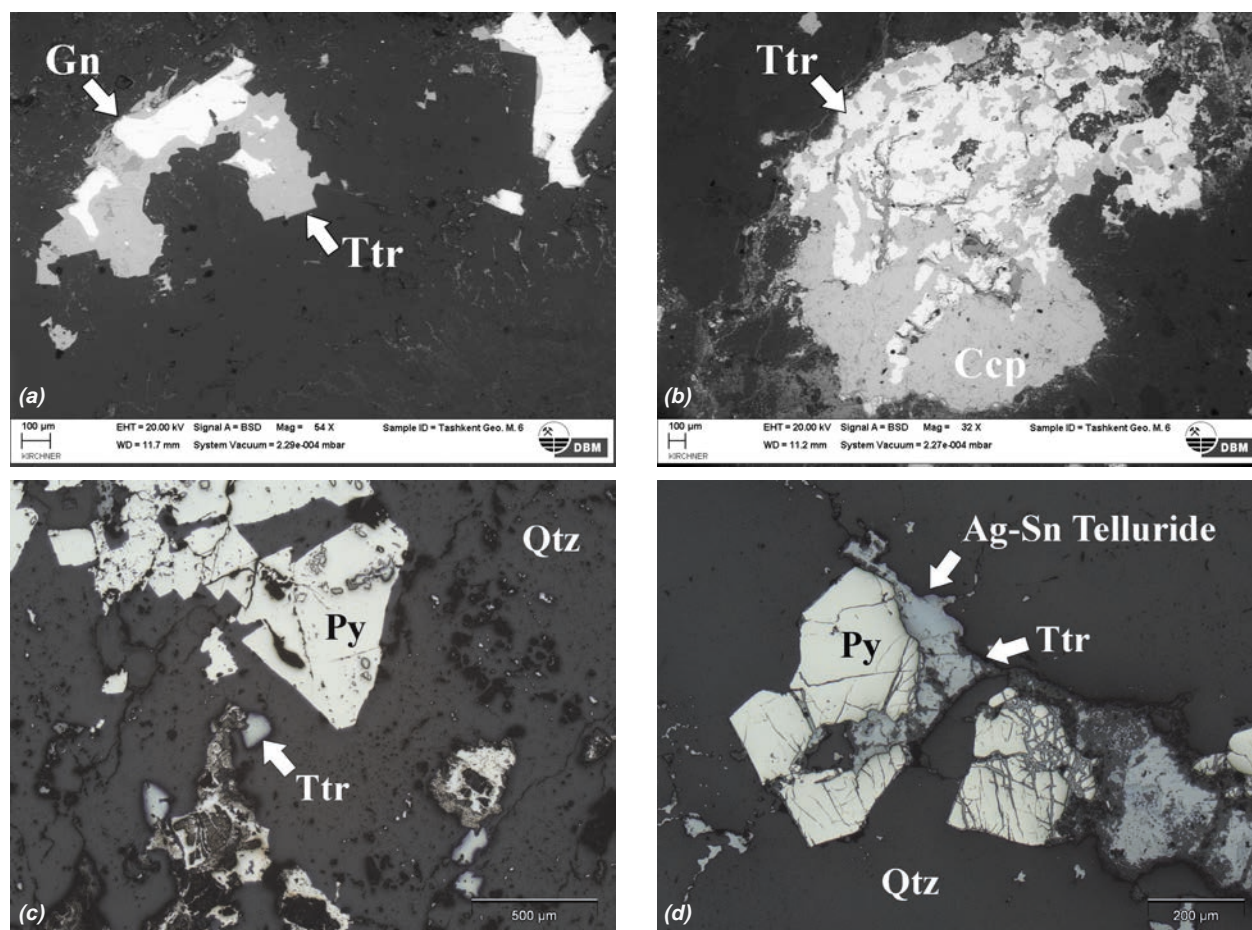 Gn
Ttr
(a)
100 µm
KIRCHNER
EHT = 20.00 kV Signal A = BSD Mag = 54 X Sample ID = Tashkent Geo. M. 6
WD = 11.7 mm System Vacuum = 2.29e-004 mbar
DBM
Ttr
Ccp
(b)
100 µm
KIRCHNER
EHT = 20.00 kV Signal A = BSD Mag = 32 X Sample ID = Tashkent Geo. M. 6
WD = 11.2 mm System Vacuum = 2.27e-004 mbar
DBM
Qtz
Py
Ttr
(c)
500 µm
Ag-Sn Telluride
Ttr
Py
Qtz
(d)
200 µm